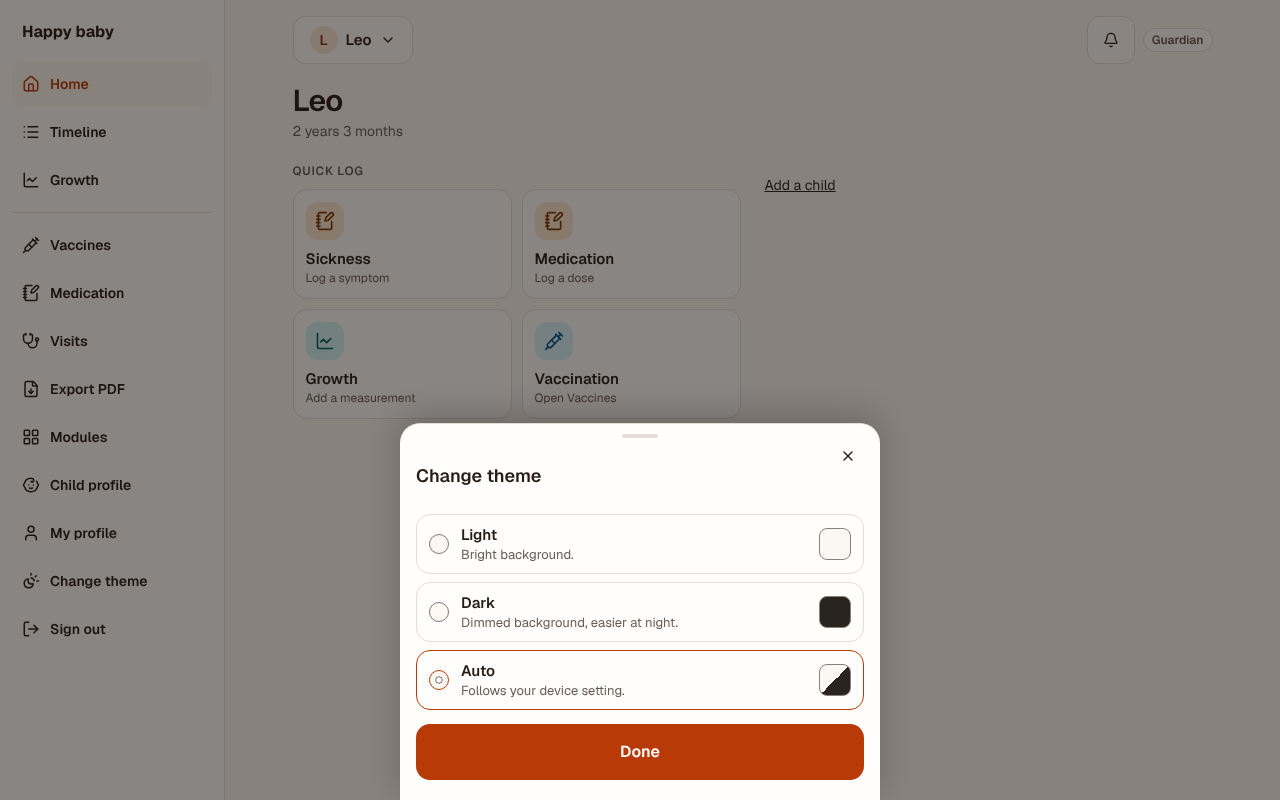 Happy baby
Home
Timeline
Growth
Vaccines
Medication
Visits
Export PDF
Modules
Child profile
My profile
Change theme
Sign out
L Leo
Guardian
Leo
2 years 3 months
QUICK LOG
Add a child
Sickness
Log a symptom
Medication
Log a dose
Growth
Add a measurement
Vaccination
Open Vaccines
Change theme
Light
Bright background.
Dark
Dimmed background, easier at night.
Auto
Follows your device setting.
Done